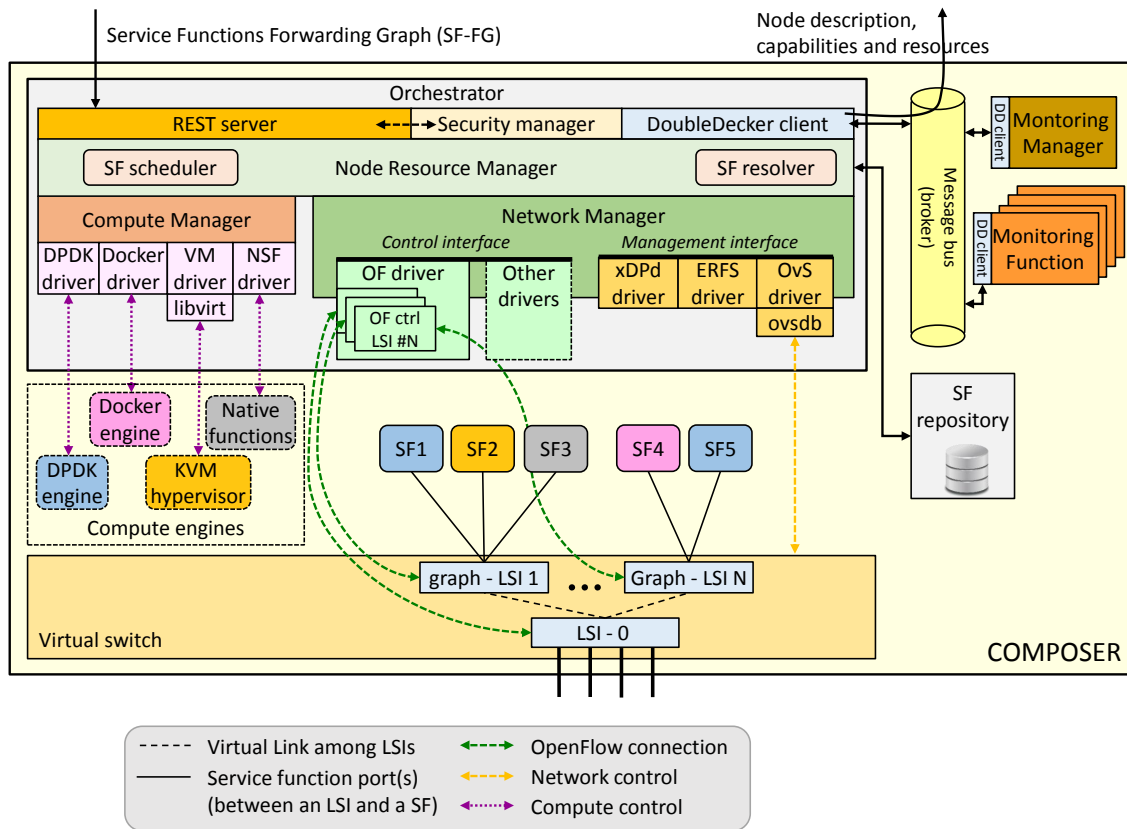 Service Functions Forwarding Graph (SF-FG)
Node description,
capabilities and resources
Orchestrator
REST server
Security manager
DoubleDecker client
SF scheduler
Node Resource Manager
SF resolver
Compute Manager
Network Manager
Control interface
Management interface
DPDK
driver
Docker
driver
VM
driver
NSF
driver
libvirt
OF driver
OF ctrl
LSI #N
Other
drivers
xDPd
driver
ERFS
driver
OvS
driver
ovsdb
Message bus
(broker)
DD client
Montoring
Manager
DD client
Monitoring
Function
SF
repository
Docker
engine
Native
functions
DPDK
engine
KVM
hypervisor
Compute engines
SF1
SF2
SF3
SF4
SF5
graph - LSI 1
...
Graph - LSI N
LSI - 0
Virtual switch
COMPOSER
Virtual Link among LSIs
Service function port(s)
(between an LSI and a SF)
OpenFlow connection
Network control
Compute control